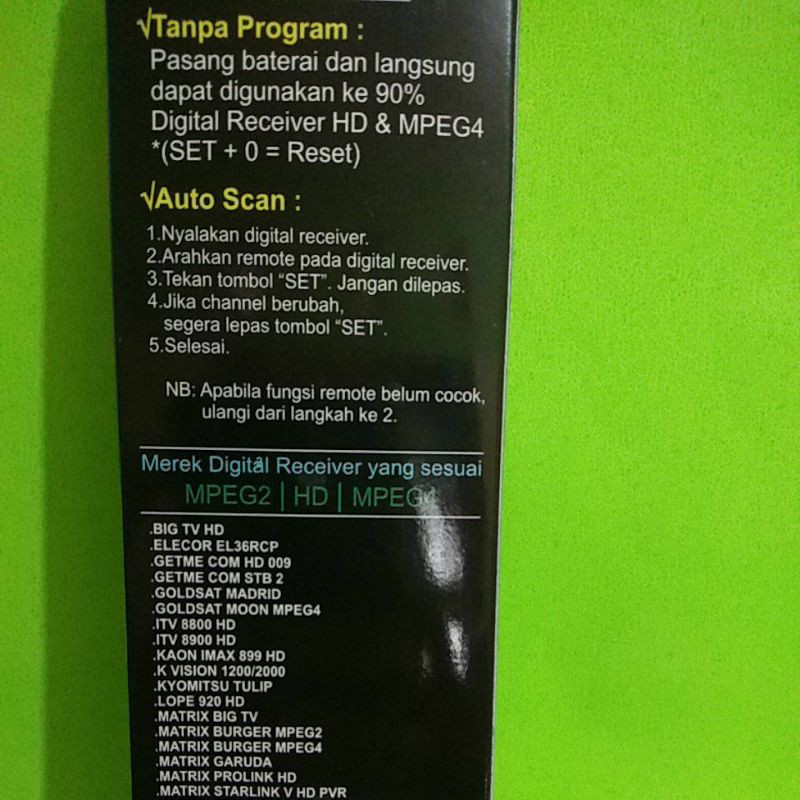 √Tanpa Program :
Pasang baterai dan langsung
dapat digunakan ke 90%
Digital Receiver HD & MPEG4
*(SET + 0 = Reset)
√Auto Scan :
1.Nyalakan digital receiver.
2.Arahkan remote pada digital receiver.
3.Tekan tombol “SET”. Jangan dilepas.
4.Jika channel berubah,
segera lepas tombol “SET”.
5.Selesai.
NB: Apabila fungsi remote belum cocok,
ulangi dari langkah ke 2.
Merek Digital Receiver yang sesuai
MPEG2 | HD | MPEG4
.BIG TV HD
.ELECOR EL36RCP
.GETME COM HD 009
.GETME COM STB 2
.GOLDSAT MADRID
.GOLDSAT MOON MPEG4
.ITV 8800 HD
.ITV 8900 HD
.KAON IMAX 899 HD
.K VISION 1200/2000
.KYOMITSU TULIP
.LOPE 920 HD
.MATRIX BIG TV
.MATRIX BURGER MPEG2
.MATRIX BURGER MPEG4
.MATRIX GARUDA
.MATRIX PROLINK HD
.MATRIX STARLINK V HD PVR